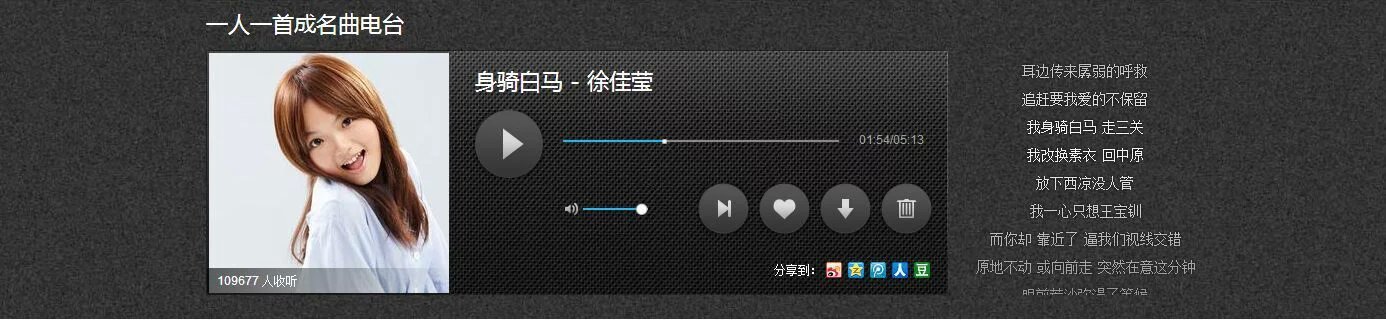 一人一首成名曲电台
身骑白马 - 徐佳莹
01:54/05:13
分享到：
109677 人收听
耳边传来孱弱的呼救
追赶要我爱的不保留
我身骑白马 走三关
我改换素衣 回中原
放下西凉没人管
我一心只想王宝钏
而你却 靠近了 逼我们视线交错
原地不动 或向前走 突然在意这分钟